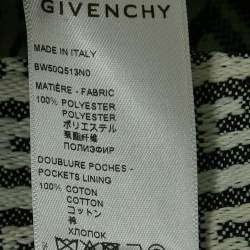 GIVENCHY
MADE IN ITALY
BW50Q513N0
MATIÈRE - FABRIC
100% POLYESTER
POLYESTER
ポリエステル
聚酯纤维
ПОЛИЭФИР
DOUBLURE POCHES -
POCKETS LINING
100% COTON
COTTON
コットン
棉
ХЛОПОК